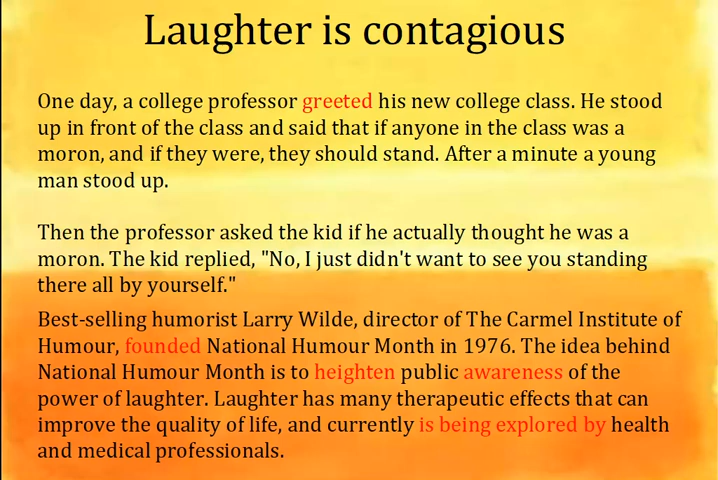 Laughter is contagious
One day, a college professor greeted his new college class. He stood
up in front of the class and said that if anyone in the class was a
moron, and if they were, they should stand. After a minute a young
man stood up.
Then the professor asked the kid if he actually thought he was a
moron. The kid replied, "No, I just didn't want to see you standing
there all by yourself."
Best-selling humorist Larry Wilde, director of The Carmel Institute of
Humour, founded National Humour Month in 1976. The idea behind
National Humour Month is to heighten public awareness of the
power of laughter. Laughter has many therapeutic effects that can
improve the quality of life, and currently is being explored by health
and medical professionals.